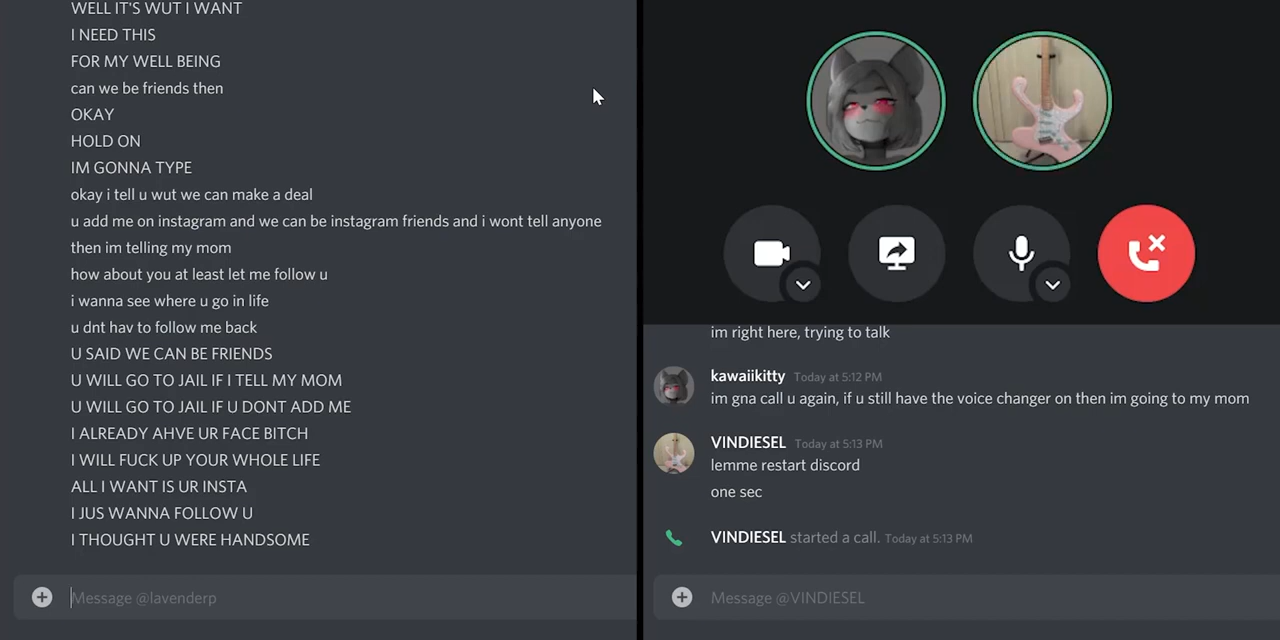 WELL IT'S WUT I WANT
I NEED THIS
FOR MY WELL BEING
can we be friends then
OKAY
HOLD ON
IM GONNA TYPE
okay i tell u wut we can make a deal
u add me on instagram and we can be instagram friends and i wont tell anyone
then im telling my mom
how about you at least let me follow u
i wanna see where u go in life
u dnt hav to follow me back
U SAID WE CAN BE FRIENDS
U WILL GO TO JAIL IF I TELL MY MOM
U WILL GO TO JAIL IF U DONT ADD ME
I ALREADY AHVE UR FACE BITCH
I WILL FUCK UP YOUR WHOLE LIFE
ALL I WANT IS UR INSTA
I JUS WANNA FOLLOW U
I THOUGHT U WERE HANDSOME
Message @lavenderp
im right here, trying to talk
kawaiikitty Today at 5:12 PM
im gna call u again, if u still have the voice changer on then im going to my mom
VINDIESEL Today at 5:13 PM
lemme restart discord
one sec
VINDIESEL started a call. Today at 5:13 PM
Message @VINDIESEL